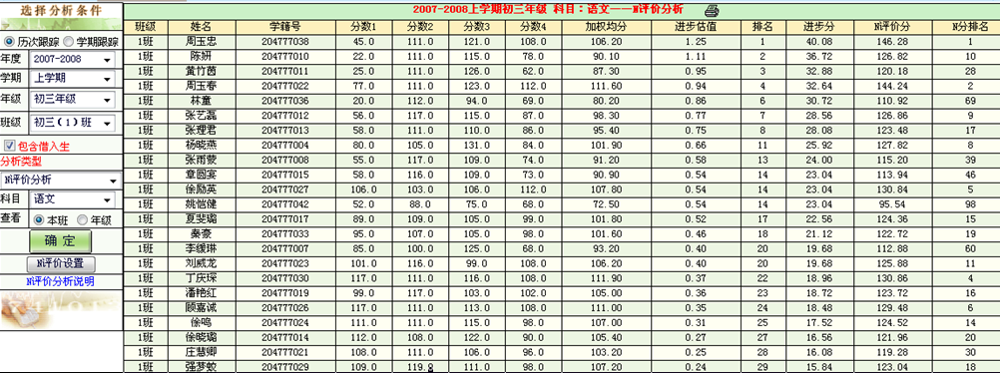 选择分析条件
历次跟踪 学期跟踪
年度 2007-2008
学期 上学期
年级 初三年级
班级 初三(1)班
包含借入生
分析类型
N评价分析
科目 语文
查看 本班 年级
确 定
N评价设置
N评价分析说明
2007-2008上学期初三年级 科目:语文——N评价分析
班级 姓名 学籍号 分数1 分数2 分数3 分数4 加权均分 进步估值 排名 进步分 N评价分 N分排名
1班 周玉忠 204777038 45.0 111.0 121.0 108.0 106.20 1.25 1 40.08 146.28 1
1班 陈妍 204777010 22.0 111.0 115.0 78.0 90.10 1.11 2 36.72 126.82 10
1班 黄竹茵 204777011 25.0 111.0 126.0 62.0 87.30 0.95 3 32.88 120.18 28
1班 周玉春 204777022 77.0 111.0 123.0 112.0 111.60 0.94 4 32.64 144.24 2
1班 林童 204777036 20.0 112.0 94.0 69.0 80.20 0.86 6 30.72 110.92 69
1班 张艺磊 204777012 56.0 117.0 115.0 87.0 98.30 0.77 7 28.56 126.86 9
1班 张理君 204777013 58.0 111.0 110.0 86.0 95.40 0.75 8 28.08 123.48 17
1班 杨晓燕 204777004 80.0 105.0 131.0 84.0 101.90 0.66 11 25.92 127.82 8
1班 张雨蒙 204777008 55.0 117.0 109.0 74.0 91.20 0.58 13 24.00 115.20 39
1班 章圆宾 204777015 58.0 116.0 109.0 73.0 90.90 0.54 14 23.04 113.94 46
1班 徐励英 204777027 106.0 103.0 106.0 112.0 107.80 0.54 14 23.04 130.84 5
1班 姚恺健 204777042 52.0 88.0 75.0 68.0 72.50 0.54 14 23.04 95.54 98
1班 夏斐璐 204777017 89.0 109.0 105.0 99.0 101.80 0.52 17 22.56 124.36 15
1班 秦豪 204777033 95.0 107.0 105.0 98.0 101.60 0.46 18 21.12 122.72 19
1班 李缓琳 204777007 85.0 100.0 125.0 68.0 93.20 0.40 20 19.68 112.88 60
1班 刘威龙 204777023 101.0 116.0 99.0 108.0 106.20 0.40 20 19.68 125.88 11
1班 丁庆琛 204777030 117.0 111.0 116.0 108.0 111.90 0.37 22 18.96 130.86 4
1班 潘艳红 204777019 99.0 117.0 103.0 102.0 105.00 0.36 23 18.72 123.72 16
1班 顾嘉诚 204777026 117.0 111.0 113.0 108.0 111.00 0.35 24 18.48 129.48 6
1班 徐鸣 204777024 111.0 111.0 115.0 98.0 107.00 0.31 25 17.52 124.52 14
1班 徐晓璐 204777014 112.0 108.0 122.0 90.0 105.40 0.27 27 16.56 121.96 20
1班 庄慧卿 204777021 108.0 111.0 106.0 96.0 103.20 0.25 28 16.08 119.28 30
1班 强梦蛟 204777029 109.0 119.8 111.0 98.0 107.20 0.24 29 15.84 123.04 18